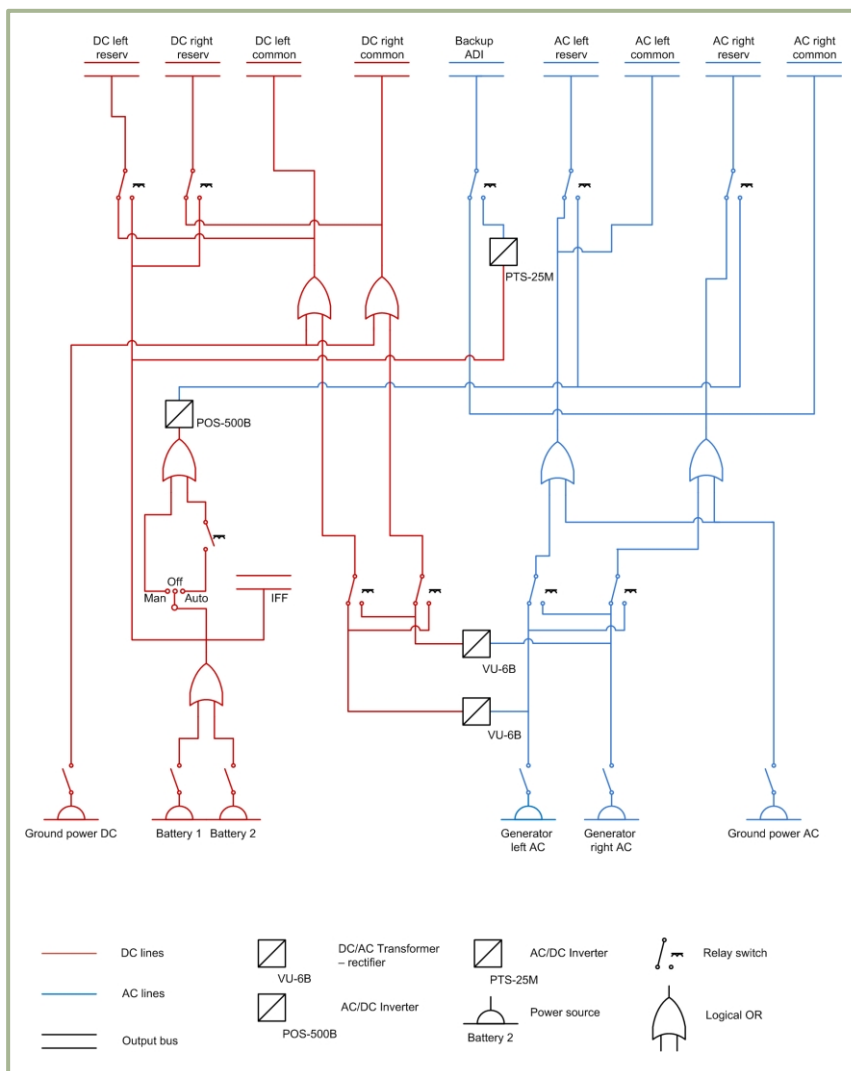 DC left
reserv
DC right
reserv
DC left
common
DC right
common
Backup
ADI
AC left
reserv
AC left
common
AC right
reserv
AC right
common
PTS-25M
POS-500B
Off
Man
Auto
IFF
VU-6B
VU-6B
Ground power DC
Battery 1
Battery 2
Generator
left AC
Generator
right AC
Ground power AC
DC lines
AC lines
Output bus
VU-6B
DC/AC Transformer
– rectifier
POS-500B
AC/DC Inverter
PTS-25M
AC/DC Inverter
Battery 2
Power source
Relay switch
Logical OR